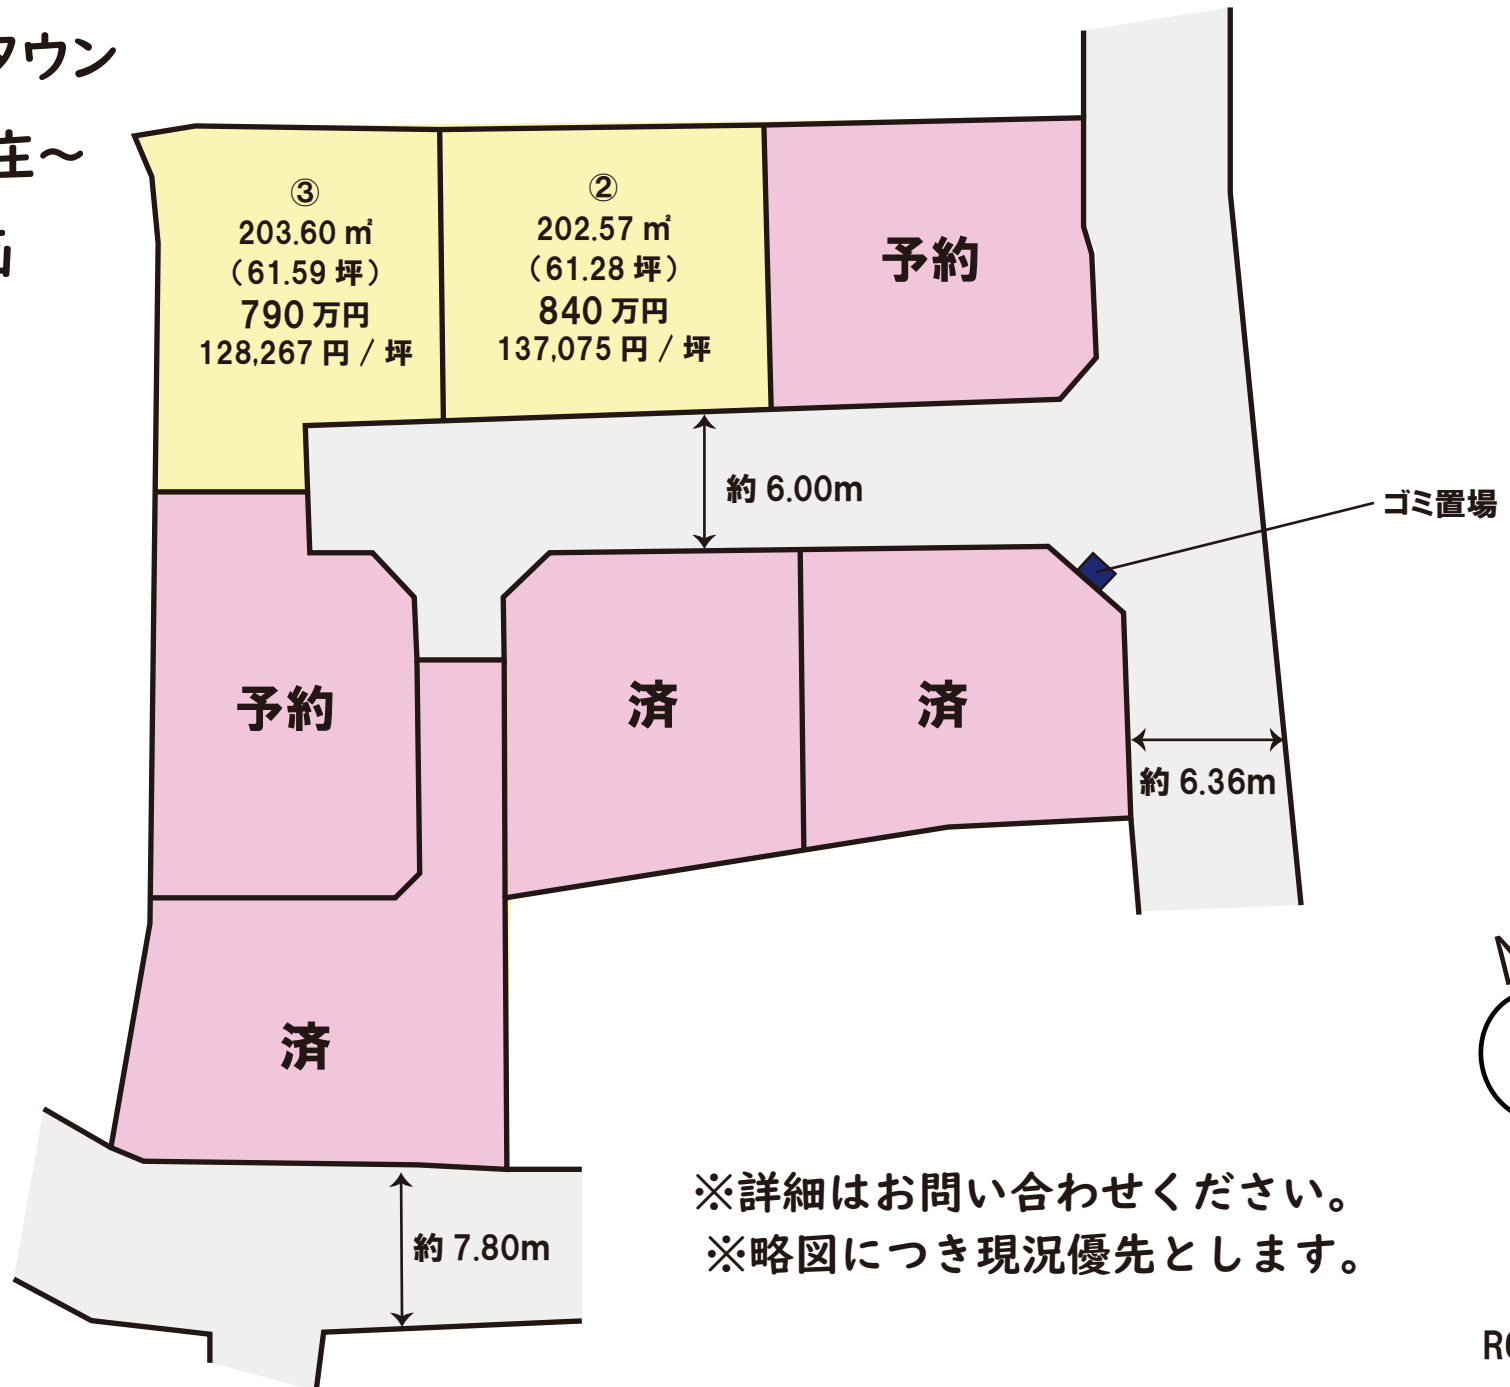 タウン
荘～
③
203.60 ㎡
（61.59 坪）
790 万円
128,267 円 / 坪
②
202.57 ㎡
（61.28 坪）
840 万円
137,075 円 / 坪
予約
約 6.00m
ゴミ置場
予約
済
済
約 6.36m
済
約 7.80m
※詳細はお問い合わせください。
※略図につき現況優先とします。